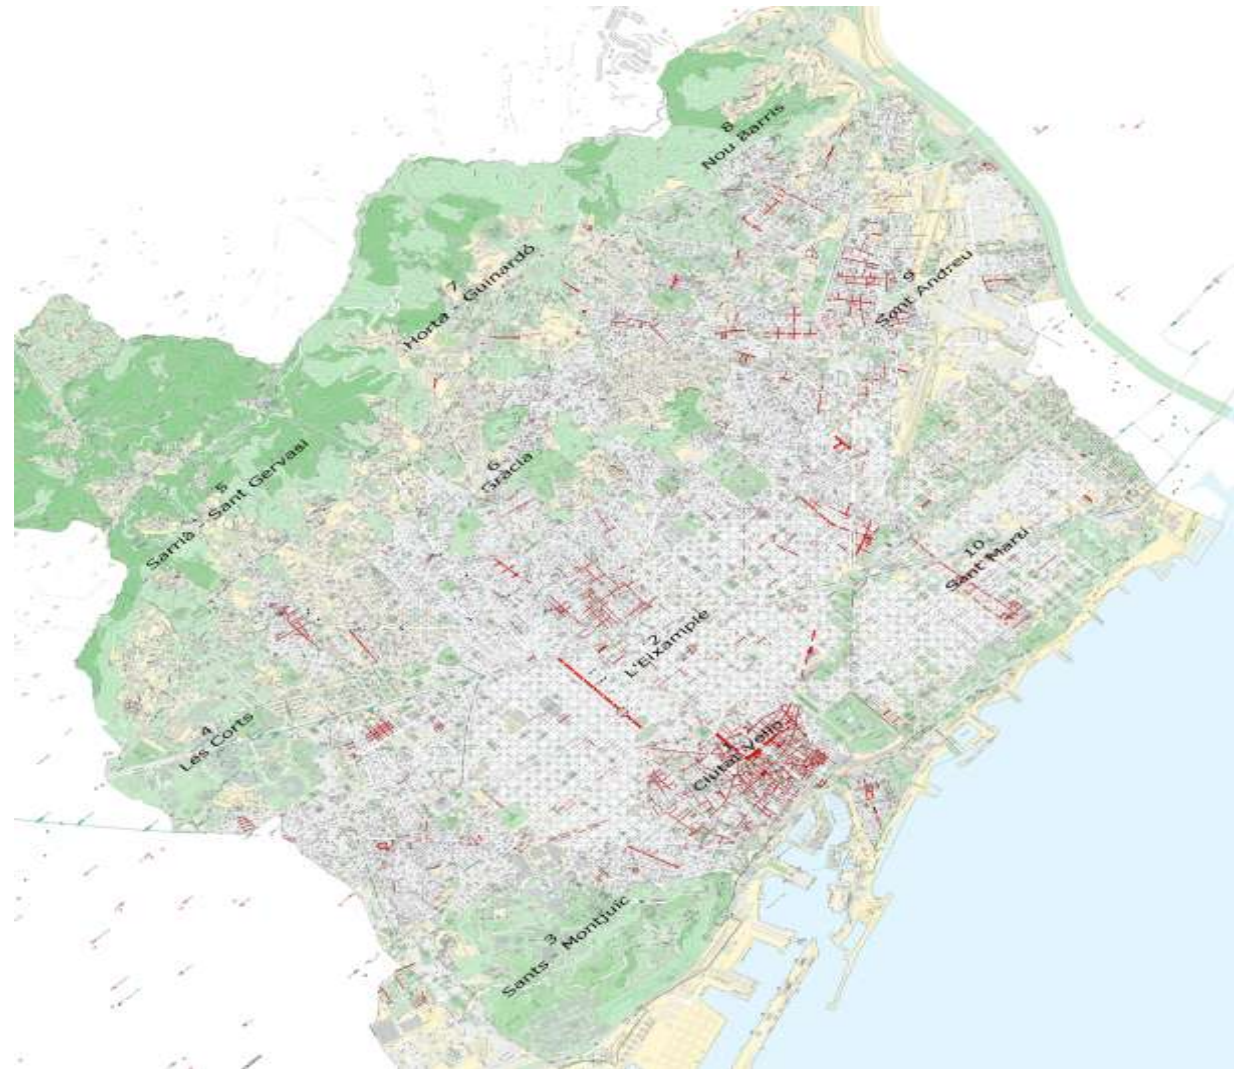 8
Nou Barris
7
Horta - Guinardó
9
Sant Andreu
6
Gràcia
5
Sarrià - Sant Gervasi
10
Sant Martí
2
L'Eixample
4
Les Corts
1
Ciutat Vella
3
Sants - Montjuïc